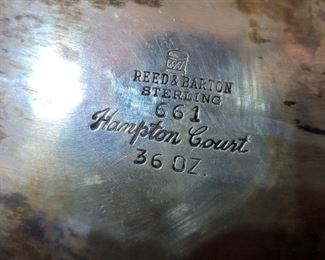 REED & BARTON
STERLING
661
Hampton Court
36 OZ.